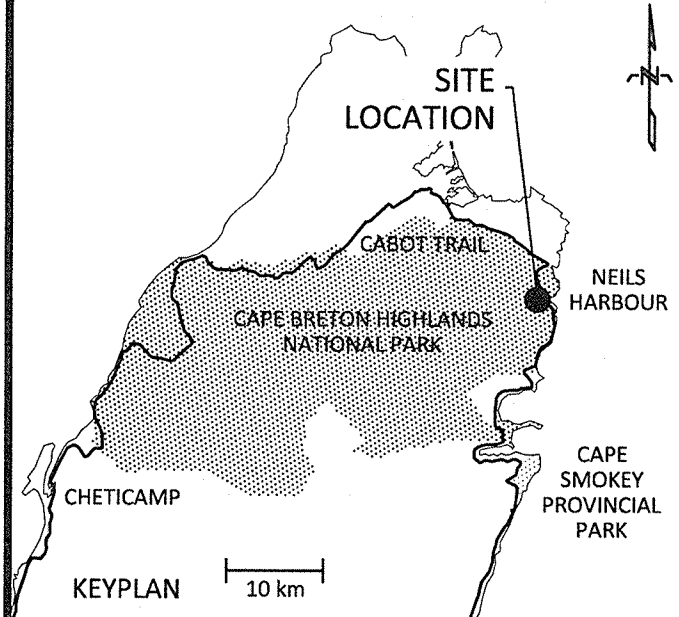 SITE
LOCATION
N
CABOT TRAIL
NEILS
HARBOUR
CAPE BRETON HIGHLANDS
NATIONAL PARK
CAPE
SMOKEY
PROVINCIAL
PARK
CHETICAMP
KEYPLAN
10 km